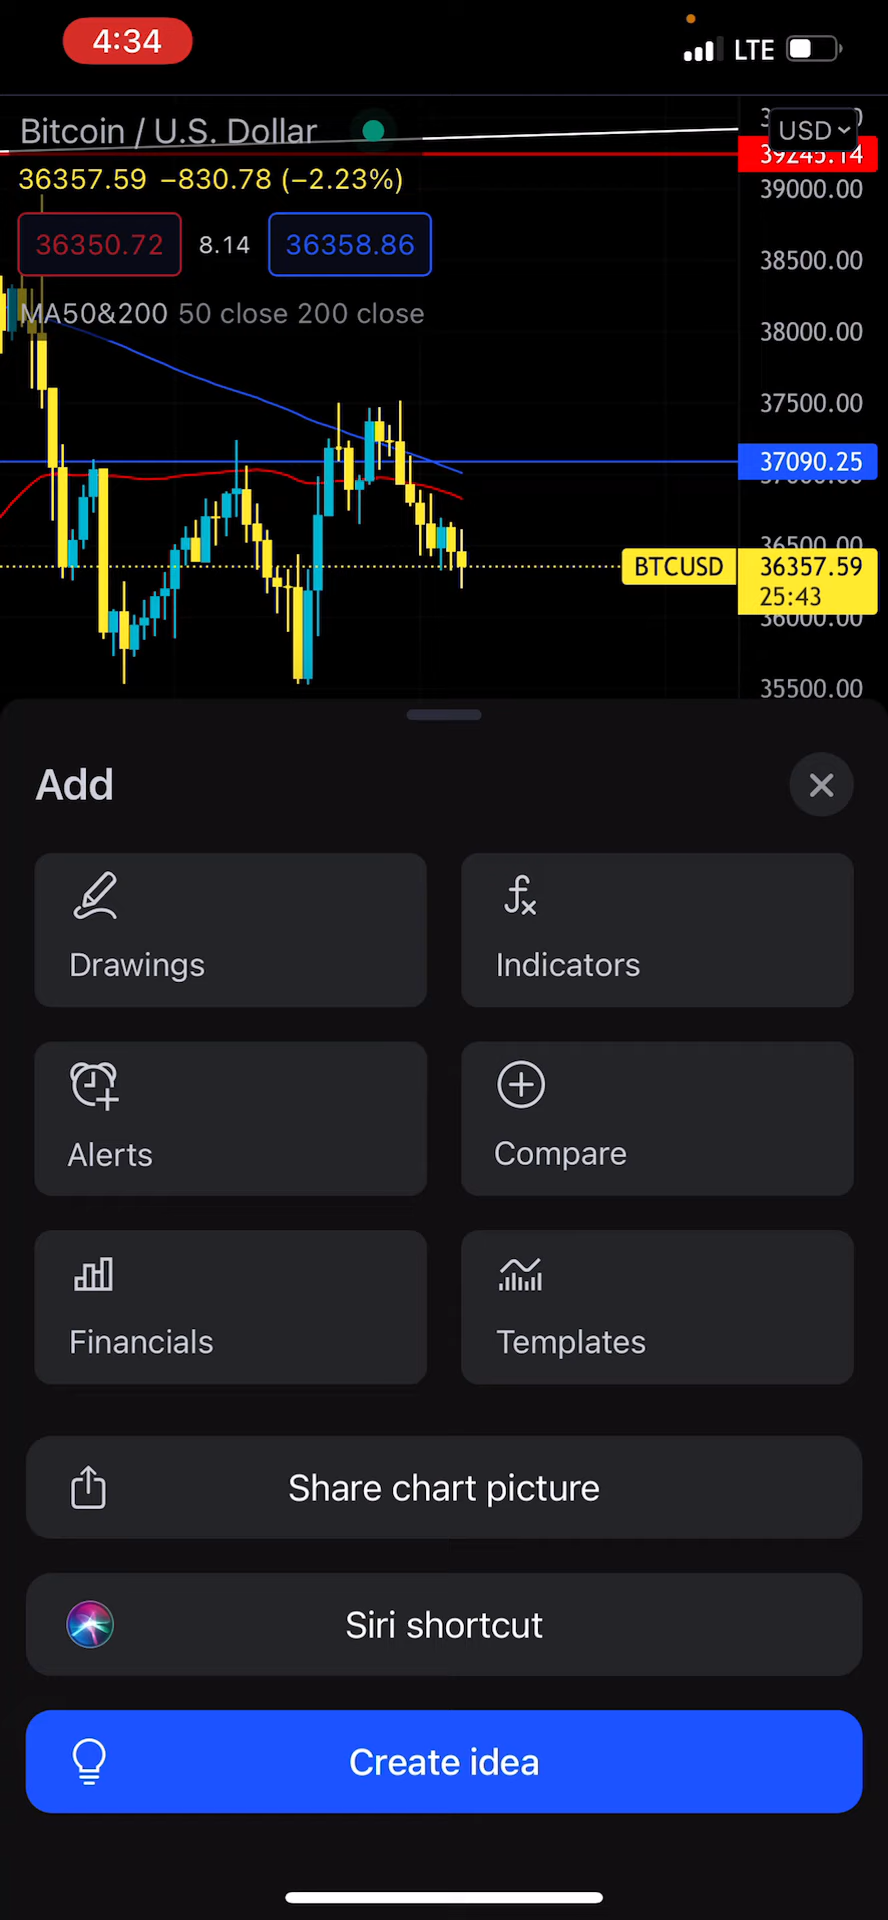 4:34
LTE
Bitcoin / U.S. Dollar
USD
39245.14
36357.59 −830.78 (−2.23%)
39000.00
36350.72 8.14 36358.86
38500.00
MA50&200 50 close 200 close
38000.00
37500.00
37090.25
36500.00
BTCUSD 36357.59
25:43
36000.00
35500.00
Add
Drawings
Indicators
Alerts
Compare
Financials
Templates
Share chart picture
Siri shortcut
Create idea